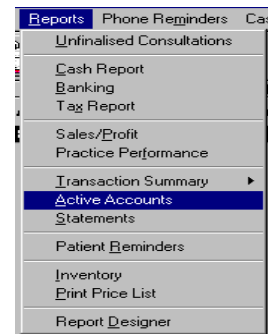 Reports Phone Reminders Ca
Unfinalised Consultations
Cash Report
Banking
Tax Report
Sales/Profit
Practice Performance
Transaction Summary
Active Accounts
Statements
Patient Reminders
Inventory
Print Price List
Report Designer